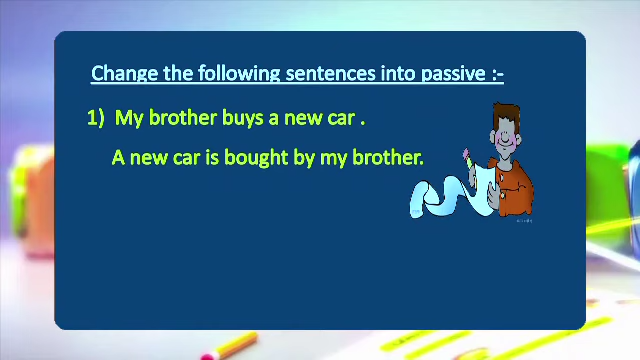 Change the following sentences into passive :-
1) My brother buys a new car .
A new car is bought by my brother.